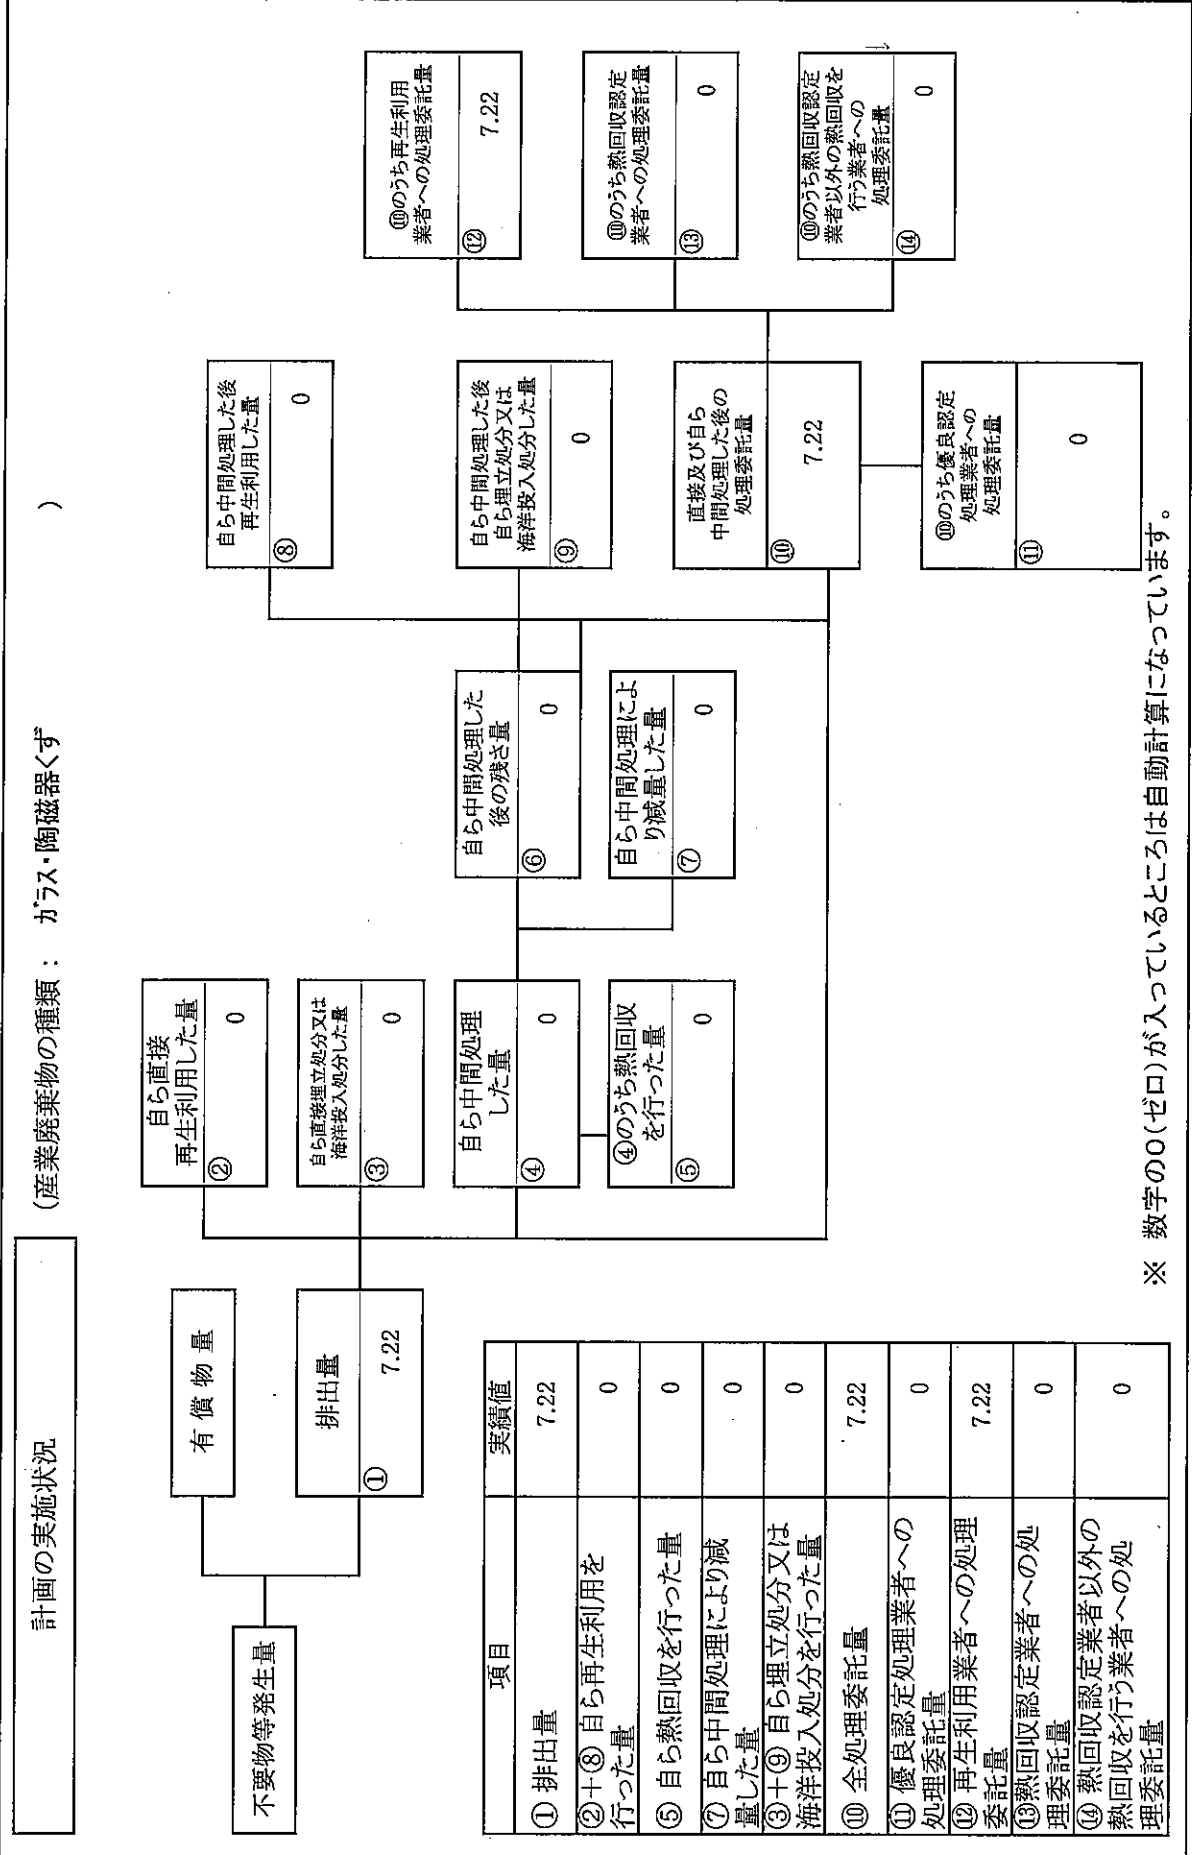 計画の実施状況
(産業廃棄物の種類： ガラス・陶磁器くず )
不要物等発生量
有償物量
排出量
① 7.22
自ら直接
再生利用した量
② 0
自ら直接埋立処分又は
海洋投入処分した量
③ 0
自ら中間処理
した量
④ 0
④のうち熱回収
を行った量
⑤ 0
自ら中間処理した
後の残さ量
⑥ 0
自ら中間処理によ
り減量した量
⑦ 0
自ら中間処理した後
再生利用した量
⑧ 0
自ら中間処理した後
自ら埋立処分又は
海洋投入処分した量
⑨ 0
直接及び自ら
中間処理した後の
処理委託量
⑩ 7.22
⑩のうち優良認定
処理業者への
処理委託量
⑪ 0
⑩のうち再生利用
業者への処理委託量
⑫ 7.22
⑩のうち熱回収認定
業者への処理委託量
⑬ 0
⑩のうち熱回収認定
業者以外の熱回収を
行う業者への
処理委託量
⑭ 0
項目 実績値
① 排出量 7.22
②+⑧ 自ら再生利用を
行った量 0
⑤ 自ら熱回収を行った量 0
⑦ 自ら中間処理により減
量した量 0
③+⑨ 自ら埋立処分又は
海洋投入処分を行った量 0
⑩ 全処理委託量 7.22
⑪ 優良認定処理業者への
処理委託量 0
⑫ 再生利用業者への処理
委託量 7.22
⑬熱回収認定業者への処
理委託量 0
⑭ 熱回収認定業者以外の
熱回収を行う業者への処
理委託量 0
※ 数字の0(ゼロ)が入っているところは自動計算になっています。